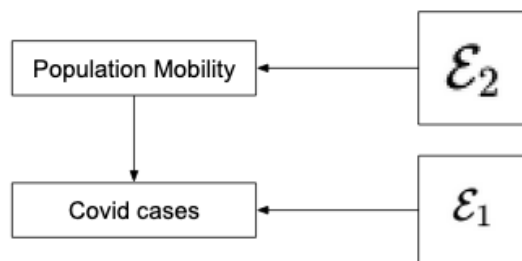 Population Mobility
ℰ₂
Covid cases
ℰ₁